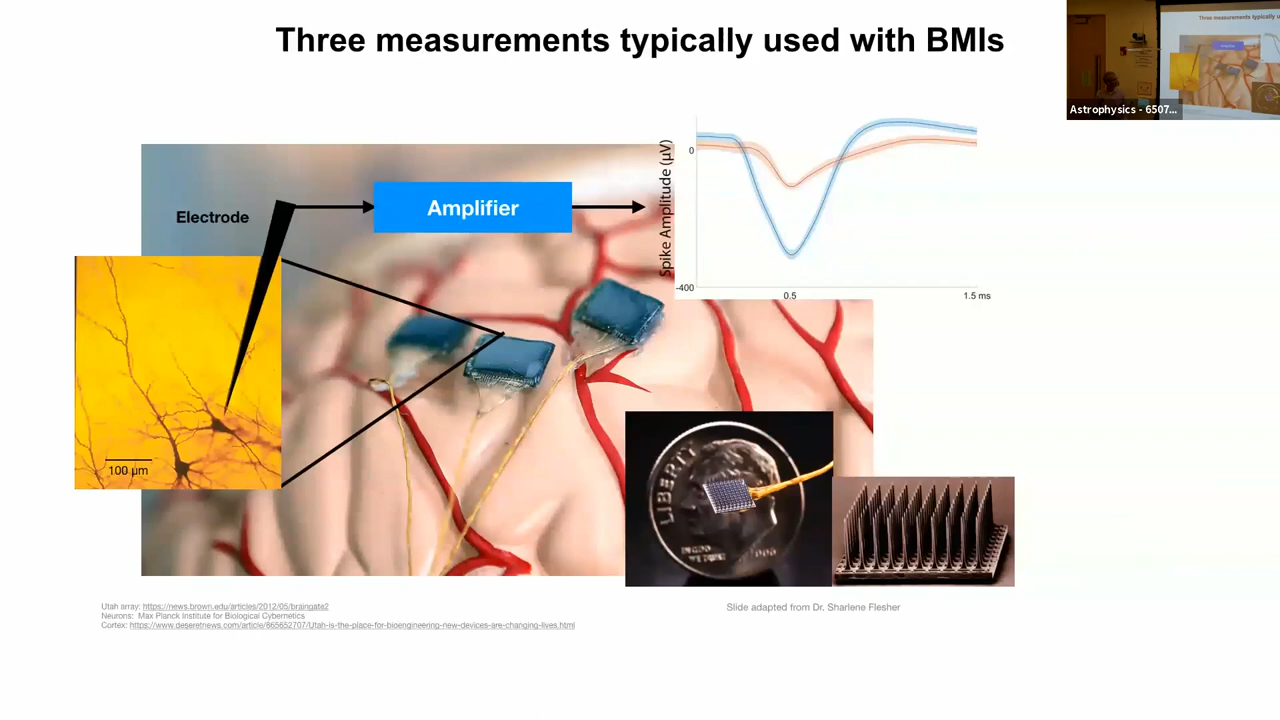 Three measurements typically used with BMIs
Three measurements typically u
Astrophysics - 6507...
Electrode
Amplifier
Spike Amplitude (µV)
0
-400
0.5
1.5 ms
100 µm
LIBERTY
Utah array: https://news.brown.edu/articles/2012/05/braingate2
Neurons: Max Planck Institute for Biological Cybernetics
Cortex: https://www.deseretnews.com/article/865652707/Utah-is-the-place-for-bioengineering-new-devices-are-changing-lives.html
Slide adapted from Dr. Sharlene Flesher